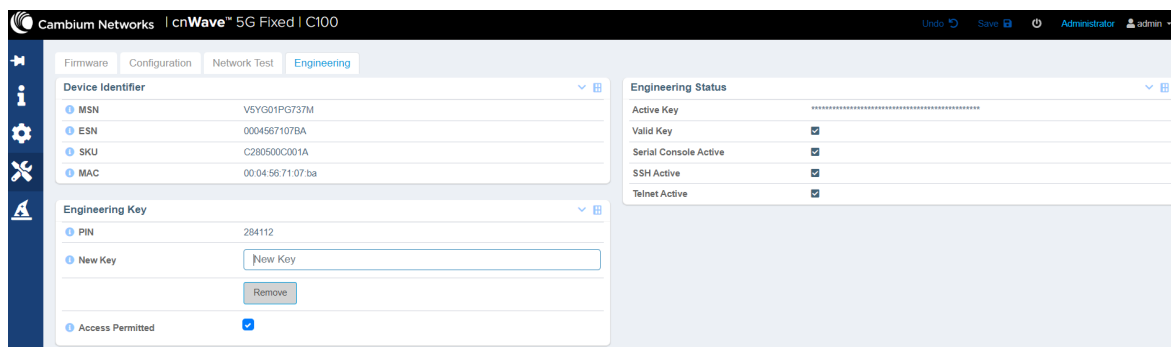 Cambium Networks | cnWave™ 5G Fixed | C100
Undo Save Administrator admin
Firmware Configuration Network Test Engineering
Device Identifier
MSN V5YG01PG737M
ESN 0004567107BA
SKU C280500C001A
MAC 00:04:56:71:07:ba
Engineering Key
PIN 284112
New Key New Key
Remove
Access Permitted
Engineering Status
Active Key ************************************************
Valid Key
Serial Console Active
SSH Active
Telnet Active